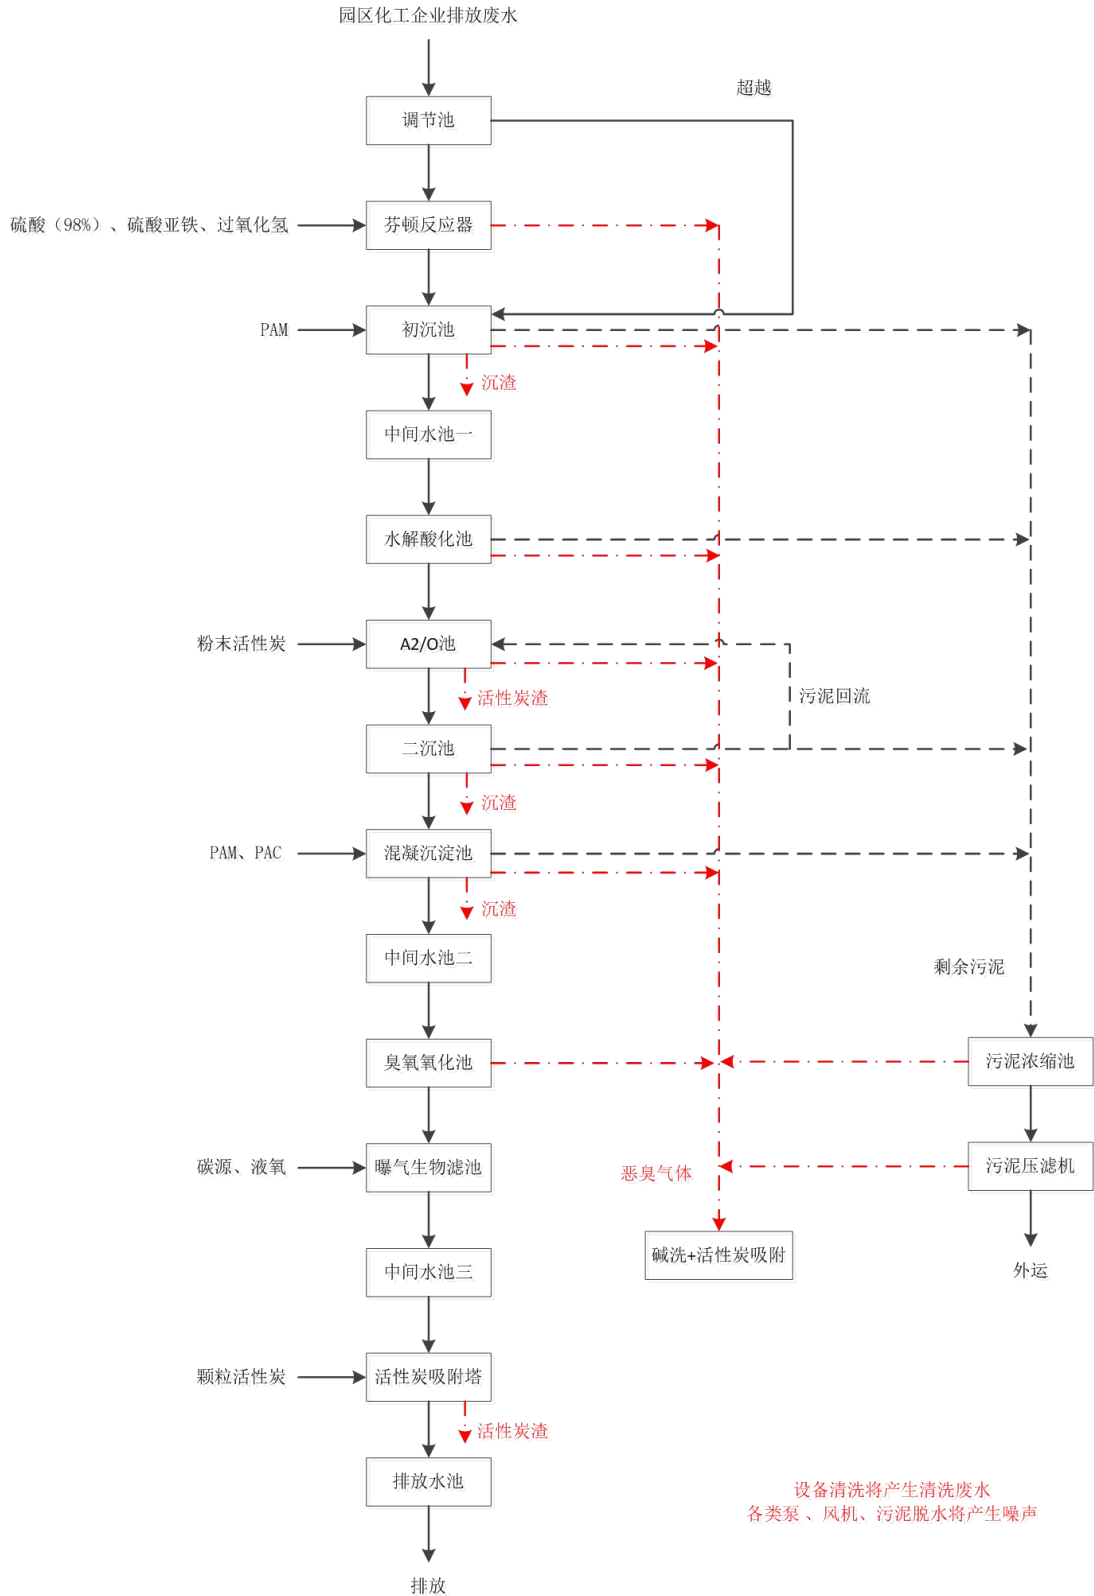 园区化工企业排放废水
超越
调节池
硫酸（98%）、硫酸亚铁、过氧化氢
芬顿反应器
PAM
初沉池
沉渣
中间水池一
水解酸化池
粉末活性炭
A2/O池
活性炭渣
污泥回流
二沉池
沉渣
PAM、PAC
混凝沉淀池
沉渣
中间水池二
剩余污泥
臭氧氧化池
污泥浓缩池
碳源、液氧
曝气生物滤池
恶臭气体
污泥压滤机
碱洗+活性炭吸附
中间水池三
外运
颗粒活性炭
活性炭吸附塔
活性炭渣
排放水池
设备清洗将产生清洗废水
各类泵 、风机、污泥脱水将产生噪声
排放